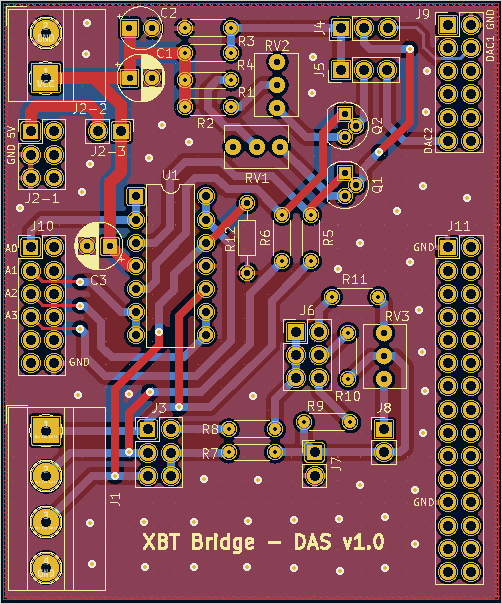 C2
J4
J9
DAC1
GND
R3
RV2
C1
J5
R4
VCC
R1
J2-2
R2
Q2
DAC2
GND 5V
J2-3
J2-1
U1
RV1
Q1
J10
R12
R6
R5
J11
A0
GND
A1
A2
C3
A3
R11
J6
RV3
GND
R10
J3
R8
R9
J8
R7
J7
J1
GND
XBT Bridge - DAS v1.0